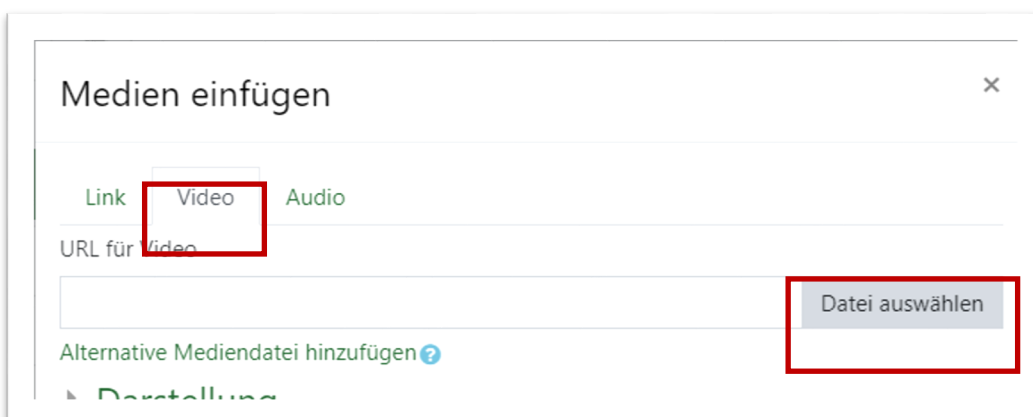 Medien einfügen ×
Link Video Audio
URL für Video
Datei auswählen
Alternative Mediendatei hinzufügen ?
Darstellung